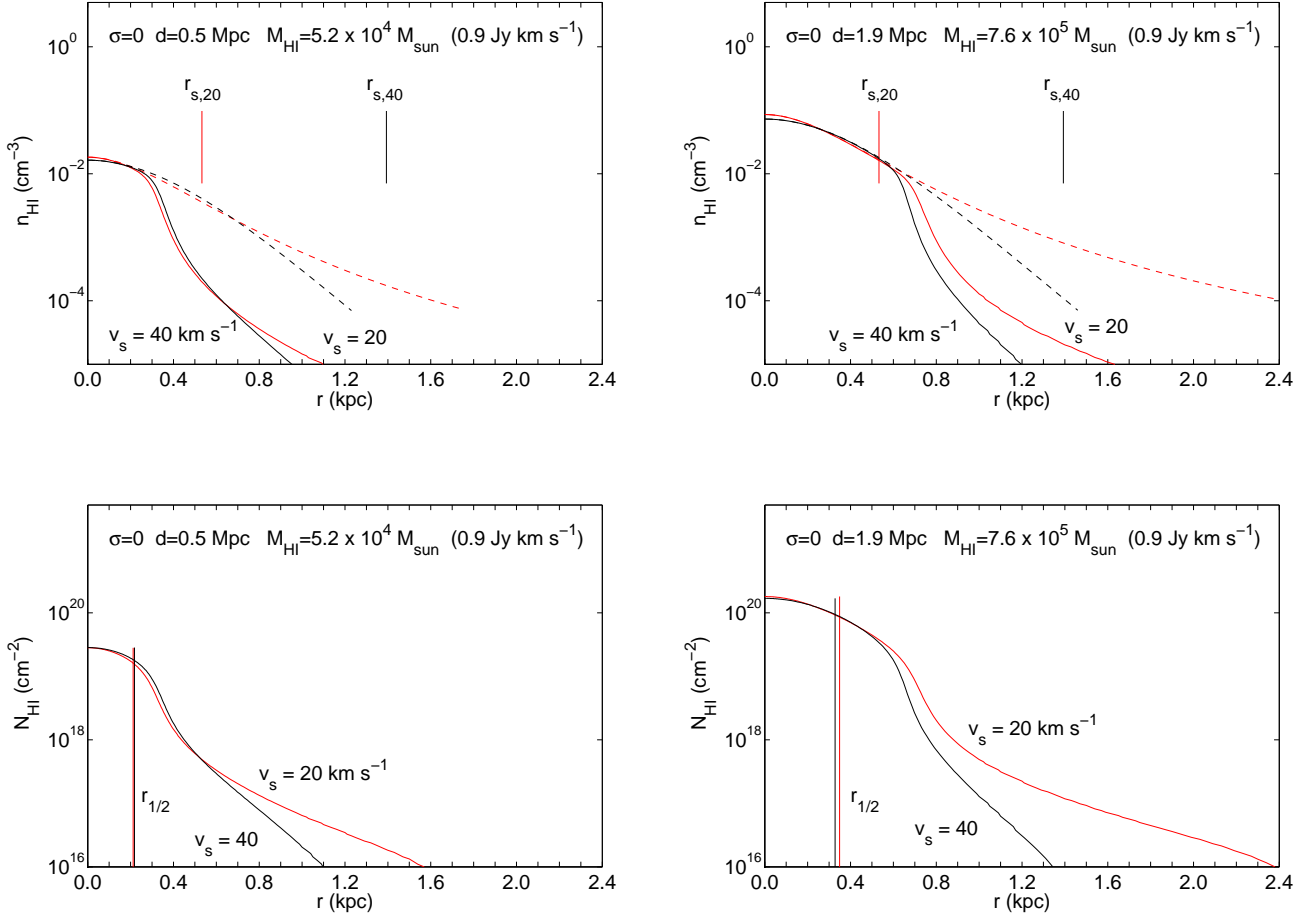 σ=0 d=0.5 Mpc M_HI=5.2 x 10^4 M_sun (0.9 Jy km s^−1)
r_s,20
r_s,40
n_HI (cm^−3)
10^0
10^−2
10^−4
v_s = 40 km s^−1
v_s = 20
0.0 0.4 0.8 1.2 1.6 2.0 2.4
r (kpc)
σ=0 d=1.9 Mpc M_HI=7.6 x 10^5 M_sun (0.9 Jy km s^−1)
r_s,20
r_s,40
n_HI (cm^−3)
10^0
10^−2
10^−4
v_s = 40 km s^−1
v_s = 20
0.0 0.4 0.8 1.2 1.6 2.0 2.4
r (kpc)
σ=0 d=0.5 Mpc M_HI=5.2 x 10^4 M_sun (0.9 Jy km s^−1)
N_HI (cm^−2)
10^20
10^18
10^16
v_s = 20 km s^−1
r_1/2
v_s = 40
0.0 0.4 0.8 1.2 1.6 2.0 2.4
r (kpc)
σ=0 d=1.9 Mpc M_HI=7.6 x 10^5 M_sun (0.9 Jy km s^−1)
N_HI (cm^−2)
10^20
10^18
10^16
v_s = 20 km s^−1
r_1/2
v_s = 40
0.0 0.4 0.8 1.2 1.6 2.0 2.4
r (kpc)